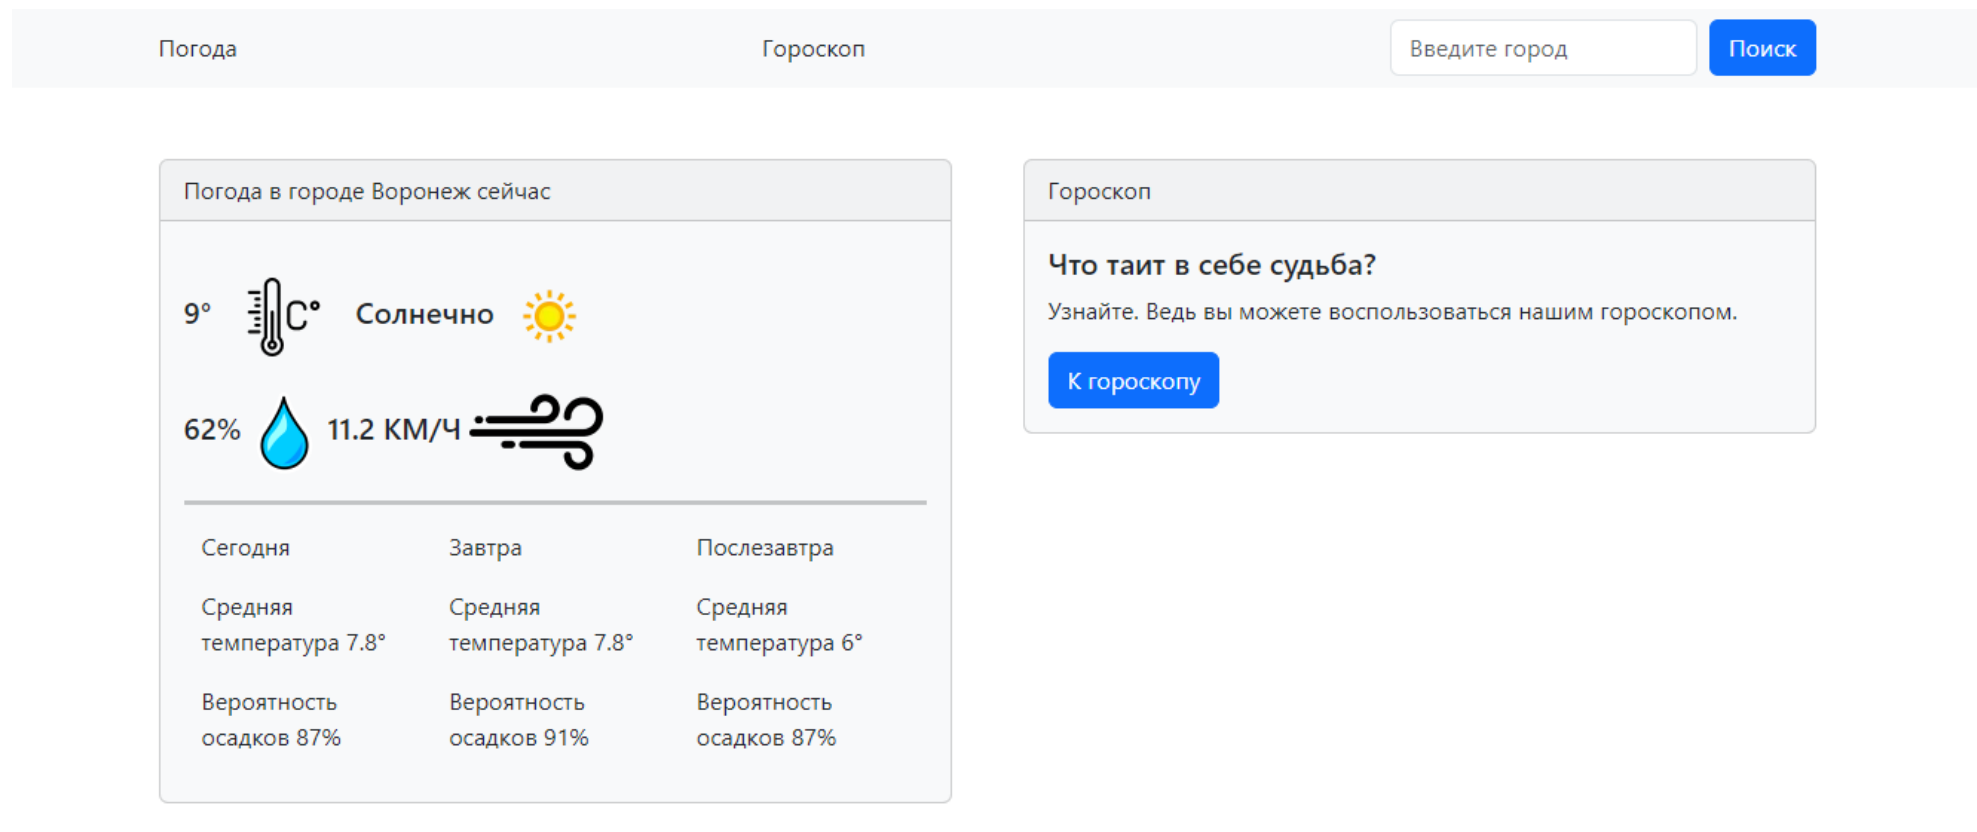 Погода
Гороскоп
Введите город
Поиск
Погода в городе Воронеж сейчас
9°
C°
Солнечно
62%
11.2 КМ/Ч
Сегодня
Средняя
температура 7.8°
Вероятность
осадков 87%
Завтра
Средняя
температура 7.8°
Вероятность
осадков 91%
Послезавтра
Средняя
температура 6°
Вероятность
осадков 87%
Гороскоп
Что таит в себе судьба?
Узнайте. Ведь вы можете воспользоваться нашим гороскопом.
К гороскопу